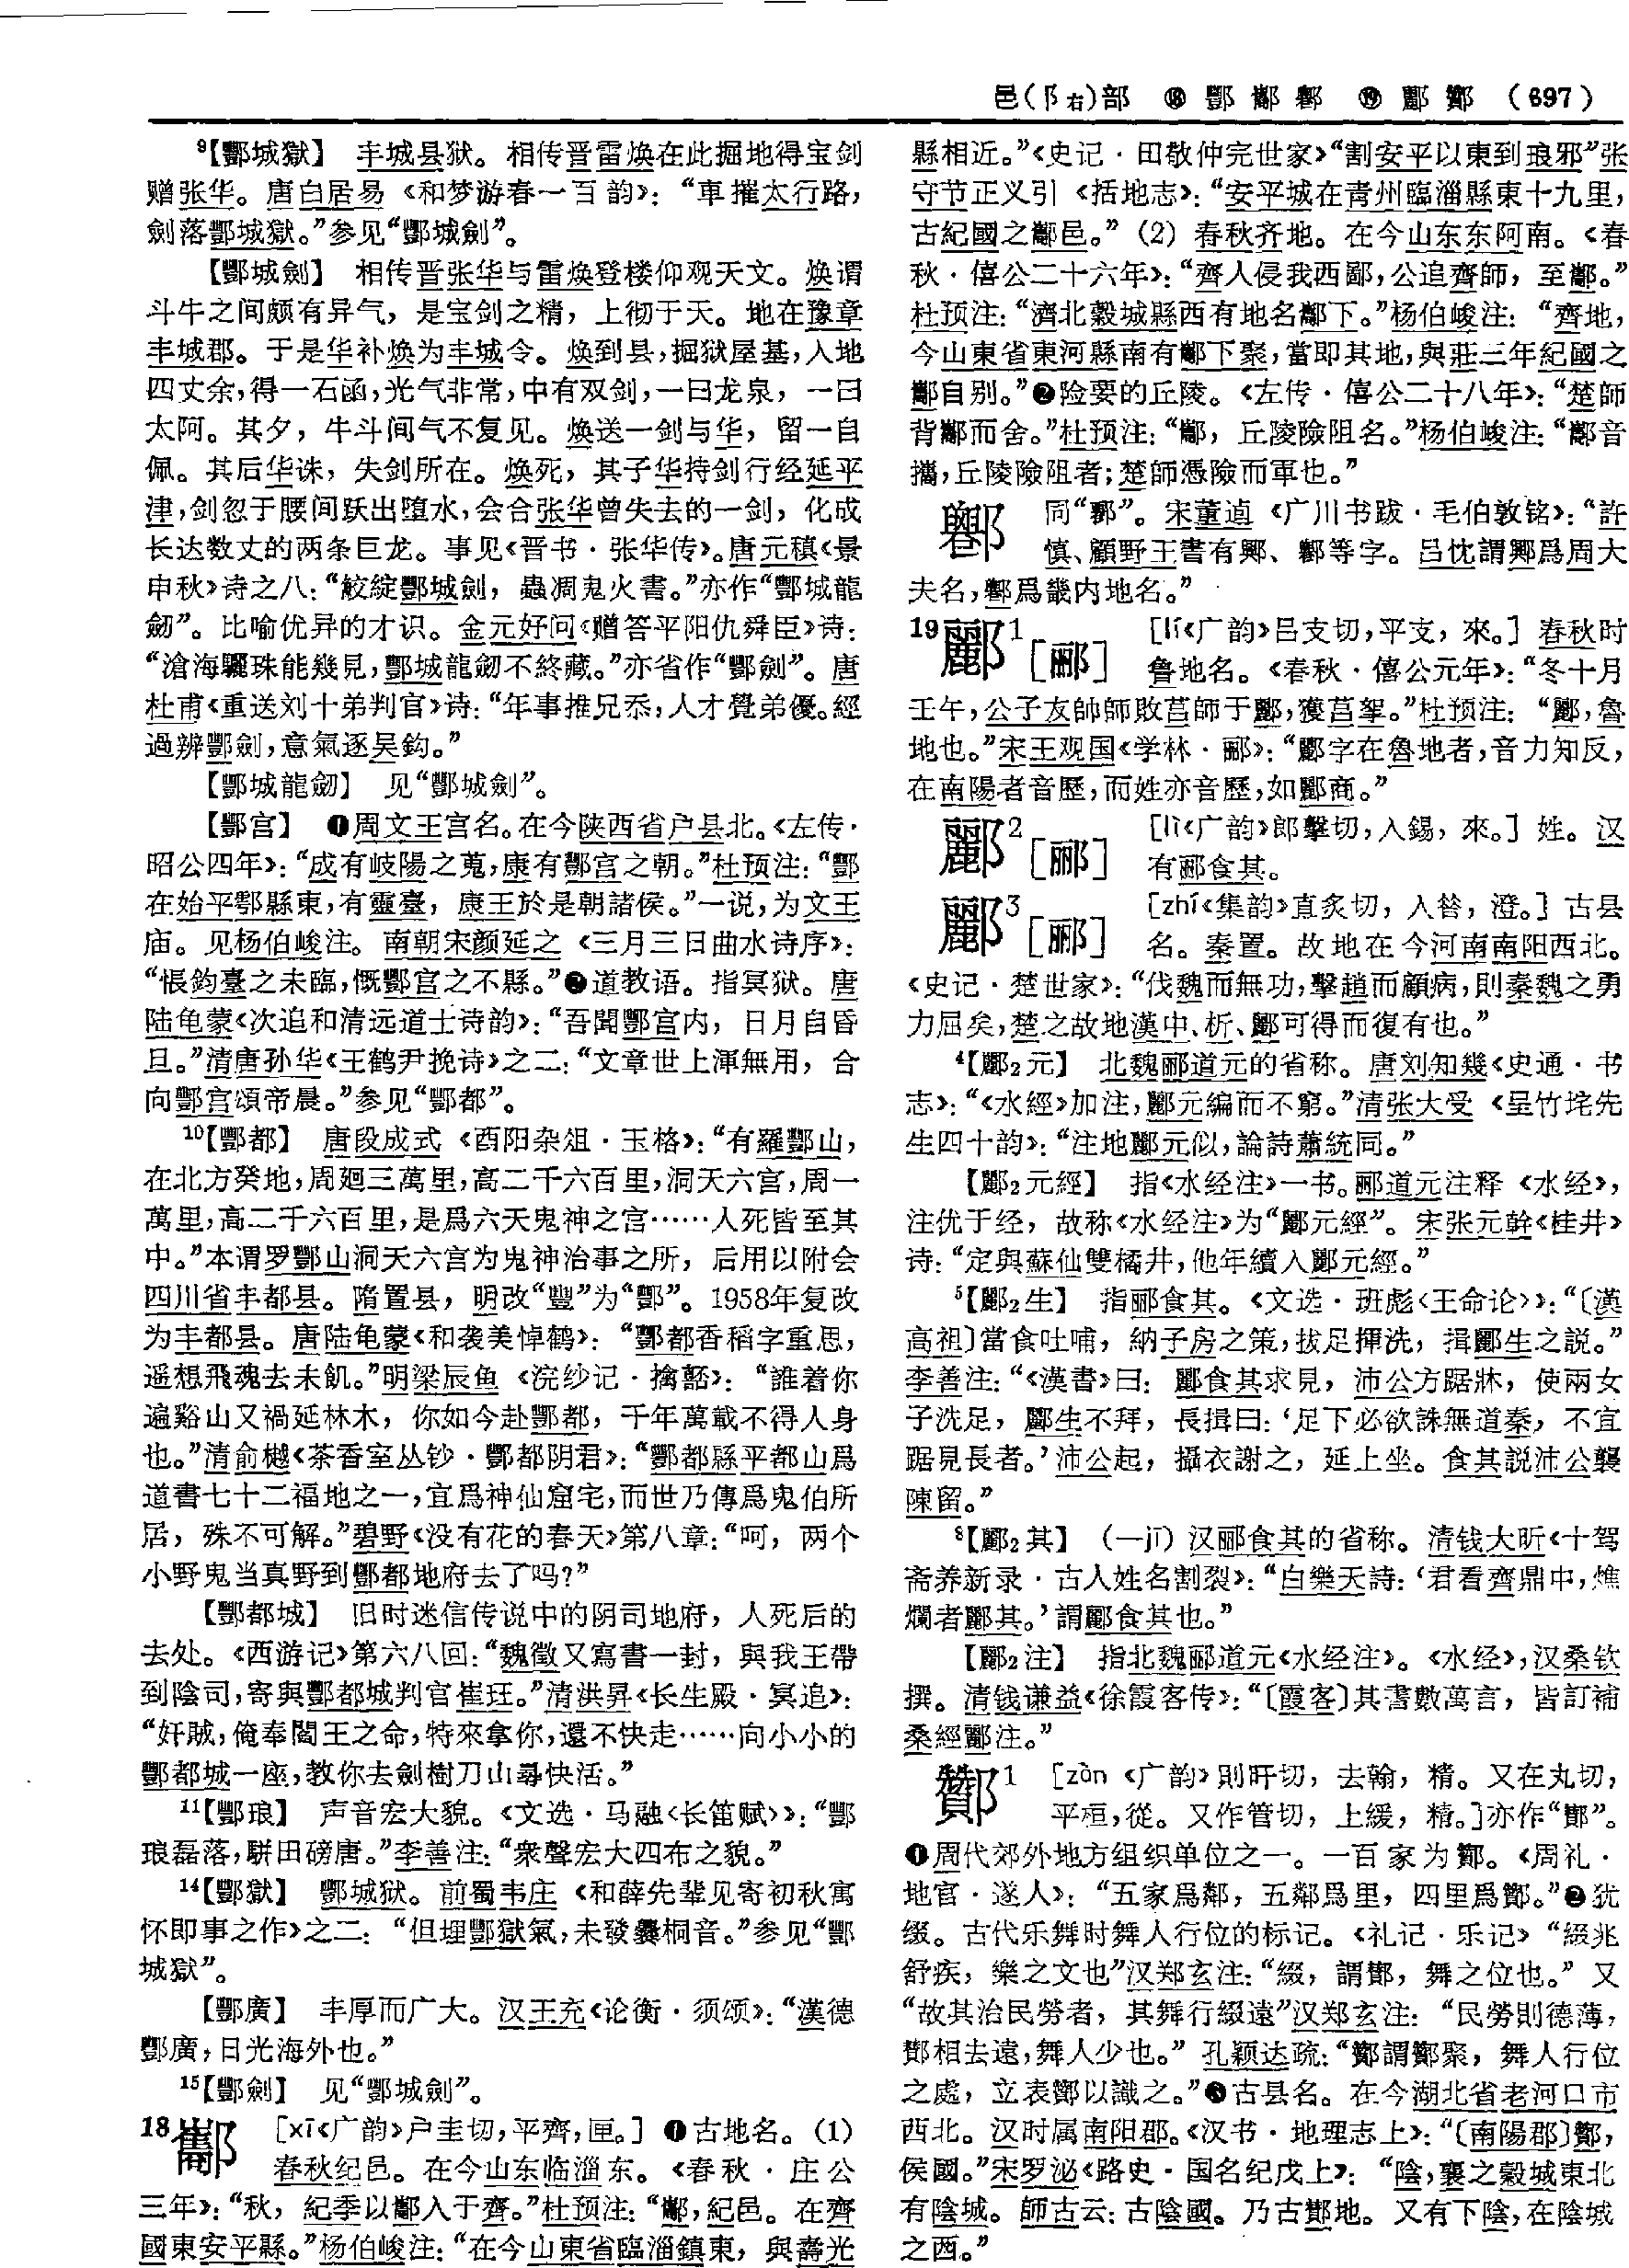 邑(阝右)部 ⑱ 酆 酅 𨞰 ⑲ 酈 酇 (697)
⁹【酆城獄】 丰城县狱。相传晋雷焕在此掘地得宝剑
赠张华。唐白居易《和梦游春一百韵》：“車摧太行路，
劍落酆城獄。”参见“酆城劍”。
【酆城劍】 相传晋张华与雷焕登楼仰观天文。焕谓
斗牛之间颇有异气，是宝剑之精，上彻于天。地在豫章
丰城郡。于是华补焕为丰城令。焕到县，掘狱屋基，入地
四丈余，得一石函，光气非常，中有双剑，一曰龙泉，一曰
太阿。其夕，牛斗间气不复见。焕送一剑与华，留一自
佩。其后华诛，失剑所在。焕死，其子华持剑行经延平
津，剑忽于腰间跃出堕水，会合张华曾失去的一剑，化成
长达数丈的两条巨龙。事见《晋书·张华传》。唐元稹《景
申秋》诗之八：“鮫綻酆城劍，蟲凋鬼火書。”亦作“酆城龍
劒”。比喻优异的才识。金元好问《赠答平阳仇舜臣》诗：
“滄海驪珠能幾見，酆城龍劒不終藏。”亦省作“酆劍”。唐
杜甫《重送刘十弟判官》诗：“年事推兄忝，人才覺弟優。經
過辨酆劍，意氣逐吴鈎。”
【酆城龍劒】 见“酆城劍”。
【酆宫】 ❶周文王宫名。在今陕西省户县北。《左传·
昭公四年》：“成有岐陽之蒐，康有酆宫之朝。”杜预注：“酆
在始平鄠縣東，有靈臺，康王於是朝諸侯。”一说，为文王
庙。见杨伯峻注。南朝宋颜延之《三月三日曲水诗序》：
“悵鈞臺之未臨，慨酆宫之不縣。”❷道教语。指冥狱。唐
陆龟蒙《次追和清远道士诗韵》：“吾聞酆宫内，日月自昏
旦。”清唐孙华《王鹤尹挽诗》之二：“文章世上渾無用，合
向酆宫頌帝晨。”参见“酆都”。
¹⁰【酆都】 唐段成式《酉阳杂俎·玉格》：“有羅酆山，
在北方癸地，周廻三萬里，高二千六百里，洞天六宫，周一
萬里，高二千六百里，是爲六天鬼神之宫……人死皆至其
中。”本谓罗酆山洞天六宫为鬼神治事之所，后用以附会
四川省丰都县。隋置县，明改“豐”为“酆”。1958年复改
为丰都县。唐陆龟蒙《和袭美悼鹤》：“酆都香稻字重思，
遥想飛魂去未飢。”明梁辰鱼《浣纱记·擒嚭》：“誰着你
遍谿山又禍延林木，你如今赴酆都，千年萬載不得人身
也。”清俞樾《茶香室丛钞·酆都阴君》：“酆都縣平都山爲
道書七十二福地之一，宜爲神仙窟宅，而世乃傳爲鬼伯所
居，殊不可解。”碧野《没有花的春天》第八章：“呵，两个
小野鬼当真野到酆都地府去了吗？”
【酆都城】 旧时迷信传说中的阴司地府，人死后的
去处。《西游记》第六八回：“魏徵又寫書一封，與我王帶
到陰司，寄與酆都城判官崔珏。”清洪昇《长生殿·冥追》：
“奸賊，俺奉閻王之命，特來拿你，還不快走……向小小的
酆都城一座，教你去劍樹刀山尋快活。”
¹¹【酆琅】 声音宏大貌。《文选·马融〈长笛赋〉》：“酆
琅磊落，駢田磅唐。”李善注：“衆聲宏大四布之貌。”
¹⁴【酆獄】 酆城狱。前蜀韦庄《和薛先辈见寄初秋寓
怀即事之作》之二：“但埋酆獄氣，未發爨桐音。”参见“酆
城獄”。
【酆廣】 丰厚而广大。汉王充《论衡·须颂》：“漢德
酆廣，日光海外也。”
¹⁵【酆劍】 见“酆城劍”。
18酅 [xī《广韵》户圭切，平齊，匣。] ❶古地名。（1）
春秋纪邑。在今山东临淄东。《春秋·庄公
三年》：“秋，紀季以酅入于齊。”杜预注：“酅，紀邑。在齊
國東安平縣。”杨伯峻注：“在今山東省臨淄鎮東，與壽光
縣相近。”《史记·田敬仲完世家》“割安平以東到琅邪”张
守节正义引《括地志》：“安平城在青州臨淄縣東十九里，
古紀國之酅邑。”（2）春秋齐地。在今山东东阿南。《春
秋·僖公二十六年》：“齊人侵我西鄙，公追齊師，至酅。”
杜预注：“濟北穀城縣西有地名酅下。”杨伯峻注：“齊地，
今山東省東河縣南有酅下聚，當即其地，與莊三年紀國之
酅自别。”❷险要的丘陵。《左传·僖公二十八年》：“楚師
背酅而舍。”杜预注：“酅，丘陵險阻名。”杨伯峻注：“酅音
攜，丘陵險阻者；楚師憑險而軍也。”
同“鄦”。宋董逌《广川书跋·毛伯敦铭》：“許
慎、顧野王書有等字。吕忱謂爲周大
夫名，爲畿内地名。”
19酈¹[郦] [lí《广韵》吕支切，平支，來。] 春秋时
鲁地名。《春秋·僖公元年》：“冬十月
壬午，公子友帥師敗莒師于酈，獲莒挐。”杜预注：“酈，魯
地也。”宋王观国《学林·郦》：“酈字在魯地者，音力知反，
在南陽者音歷，而姓亦音歷，如酈商。”
酈²[郦] [lì《广韵》郎擊切，入錫，來。] 姓。汉
有郦食其。
酈³[郦] [zhí《集韵》直炙切，入昝，澄。] 古县
名。秦置。故地在今河南南阳西北。
《史记·楚世家》：“伐魏而無功，擊趙而顧病，則秦魏之勇
力屈矣，楚之故地漢中、析、酈可得而復有也。”
⁴【酈₂元】 北魏郦道元的省称。唐刘知幾《史通·书
志》：“《水經》加注，酈元編而不窮。”清张大受《呈竹垞先
生四十韵》：“注地酈元似，論詩蕭統同。”
【酈₂元經】 指《水经注》一书。郦道元注释《水经》，
注优于经，故称《水经注》为“酈元經”。宋张元幹《桂井》
诗：“定與蘇仙雙橘井，他年續入酈元經。”
⁵【酈₂生】 指郦食其。《文选·班彪〈王命论〉》：“〔漢
高祖〕當食吐哺，納子房之策，拔足揮洗，揖酈生之説。”
李善注：“《漢書》曰：酈食其求見，沛公方踞牀，使兩女
子洗足，酈生不拜，長揖曰：‘足下必欲誅無道秦，不宜
踞見長者。’沛公起，攝衣謝之，延上坐。食其説沛公襲
陳留。”
⁸【酈₂其】 （—jī）汉郦食其的省称。清钱大昕《十驾
斋养新录·古人姓名割裂》：“白樂天詩：‘君看齊鼎中，燋
爛者酈其。’謂酈食其也。”
【酈₂注】 指北魏郦道元《水经注》。《水经》，汉桑钦
撰。清钱谦益《徐霞客传》：“〔霞客〕其書數萬言，皆訂補
桑經酈注。”
酇¹ [zàn《广韵》則旰切，去翰，精。又在丸切，
平桓，從。又作管切，上緩，精。]亦作“酂”。
❶周代郊外地方组织单位之一。一百家为酇。《周礼·
地官·遂人》：“五家爲鄰，五鄰爲里，四里爲酇。”❷犹
缀。古代乐舞时舞人行位的标记。《礼记·乐记》“綴兆
舒疾，樂之文也”汉郑玄注：“綴，謂酂，舞之位也。”又
“故其治民勞者，其舞行綴遠”汉郑玄注：“民勞則德薄，
酂相去遠，舞人少也。”孔颖达疏：“酇謂酇聚，舞人行位
之處，立表酇以識之。”❸古县名。在今湖北省老河口市
西北。汉时属南阳郡。《汉书·地理志上》：“〔南陽郡〕酇，
侯國。”宋罗泌《路史·国名纪戊上》：“陰，襄之穀城東北
有陰城。師古云：古陰國。乃古酇地。又有下陰，在陰城
之西。”